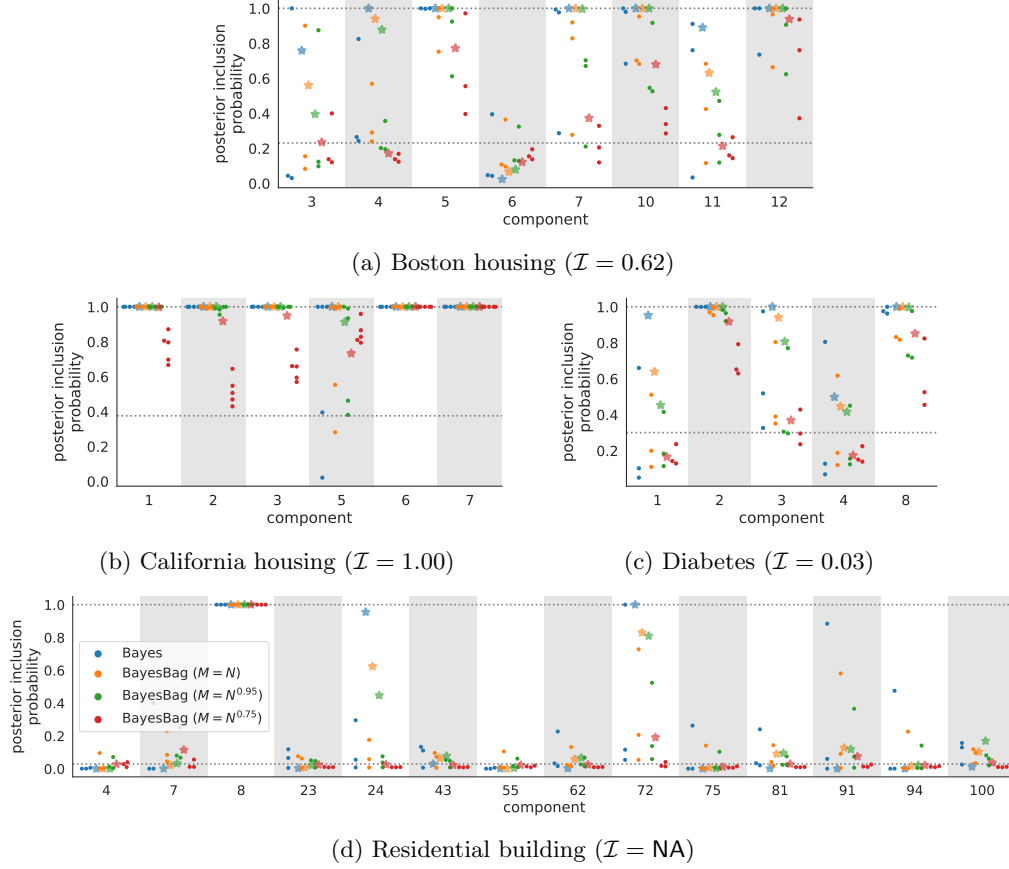 posterior inclusion
probability
1.0
0.8
0.6
0.4
0.2
0.0
3 4 5 6 7 10 11 12
component
(a) Boston housing (ℐ = 0.62)
posterior inclusion
probability
1.0
0.8
0.6
0.4
0.2
0.0
1 2 3 5 6 7
component
(b) California housing (ℐ = 1.00)
posterior inclusion
probability
1.0
0.8
0.6
0.4
0.2
1 2 3 4 8
component
(c) Diabetes (ℐ = 0.03)
posterior inclusion
probability
1.0
0.8
0.6
0.4
0.2
0.0
Bayes
BayesBag (M = N)
BayesBag (M = N^0.95)
BayesBag (M = N^0.75)
4 7 8 23 24 43 55 62 72 75 81 91 94 100
component
(d) Residential building (ℐ = NA)